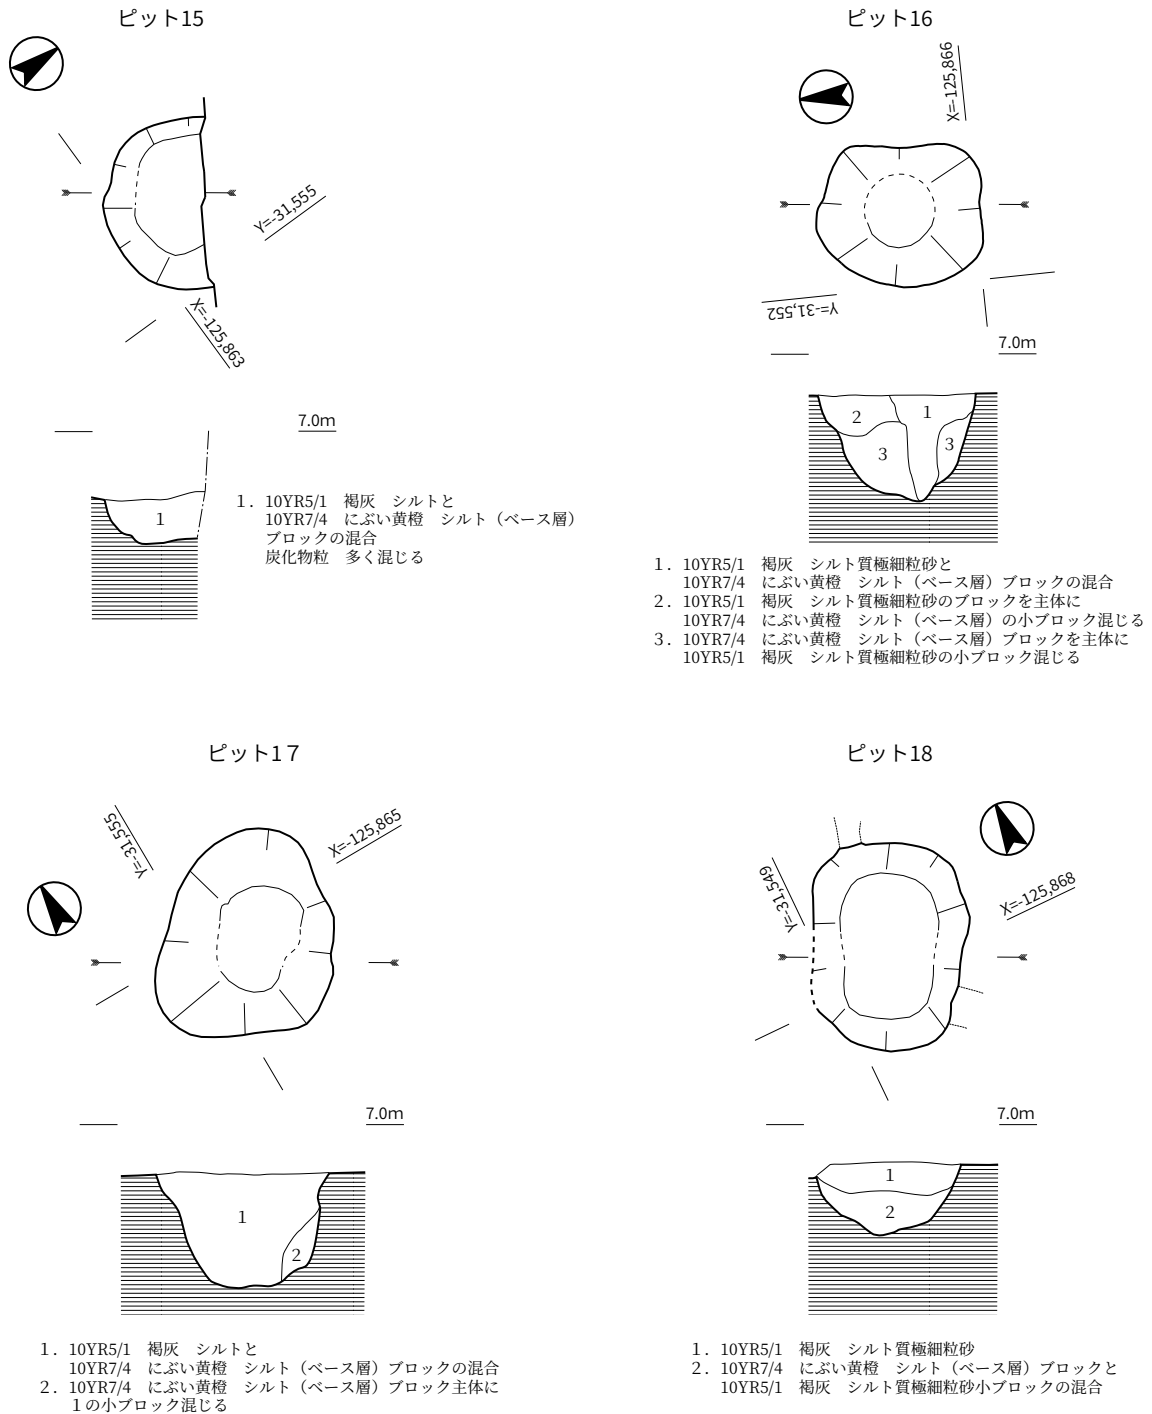 ピット15
Y=-31,555
X=-125,863
7.0m
1
1．10YR5/1　褐灰　シルトと
10YR7/4　にぶい黄橙　シルト（ベース層）
ブロックの混合
炭化物粒　多く混じる
ピット16
X=-125,866
Y=-31,552
7.0m
2
1
3
3
1．10YR5/1　褐灰　シルト質極細粒砂と
10YR7/4　にぶい黄橙　シルト（ベース層）ブロックの混合
2．10YR5/1　褐灰　シルト質極細粒砂のブロックを主体に
10YR7/4　にぶい黄橙　シルト（ベース層）の小ブロック混じる
3．10YR7/4　にぶい黄橙　シルト（ベース層）ブロックを主体に
10YR5/1　褐灰　シルト質極細粒砂の小ブロック混じる
ピット1７
Y=-31,555
X=-125,865
7.0m
1
2
1．10YR5/1　褐灰　シルトと
10YR7/4　にぶい黄橙　シルト（ベース層）ブロックの混合
2．10YR7/4　にぶい黄橙　シルト（ベース層）ブロック主体に
１の小ブロック混じる
ピット18
Y=-31,549
X=-125,868
7.0m
1
2
1．10YR5/1　褐灰　シルト質極細粒砂
2．10YR7/4　にぶい黄橙　シルト（ベース層）ブロックと
10YR5/1　褐灰　シルト質極細粒砂小ブロックの混合